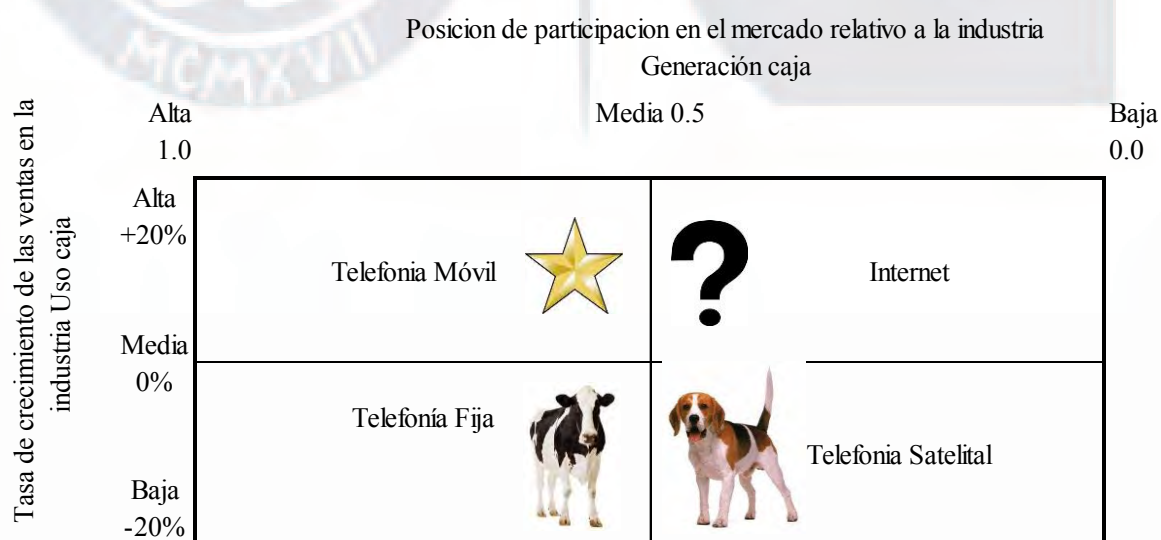 MCMXVII
Posicion de participacion en el mercado relativo a la industria
Generación caja
Alta
Media 0.5
Baja
1.0
0.0
Tasa de crecimiento de las ventas en la
industria Uso caja
Alta
+20%
Telefonia Móvil
?
Internet
Media
0%
Telefonía Fija
Telefonia Satelital
Baja
-20%